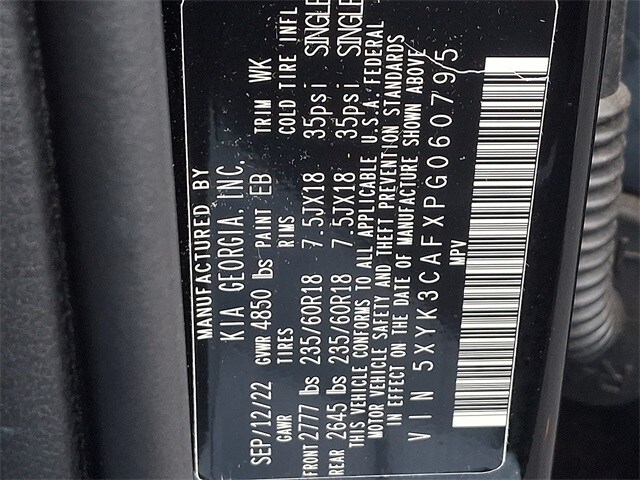 MANUFACTURED BY
KIA GEORGIA, INC.
SEP/12/22 GVWR 4850 lbs PAINT EB TRIM WK
GAWR TIRES RIMS COLD TIRE INFL
FRONT 2777 lbs 235/60R18 7.5JX18 35psi SINGLE
REAR 2645 lbs 235/60R18 7.5JX18 35psi SINGLE
THIS VEHICLE CONFORMS TO ALL APPLICABLE U.S.A. FEDERAL
MOTOR VEHICLE SAFETY AND THEFT PREVENTION STANDARDS
IN EFFECT ON THE DATE OF MANUFACTURE SHOWN ABOVE
VIN 5XYK3CAFXPG060795
MPV